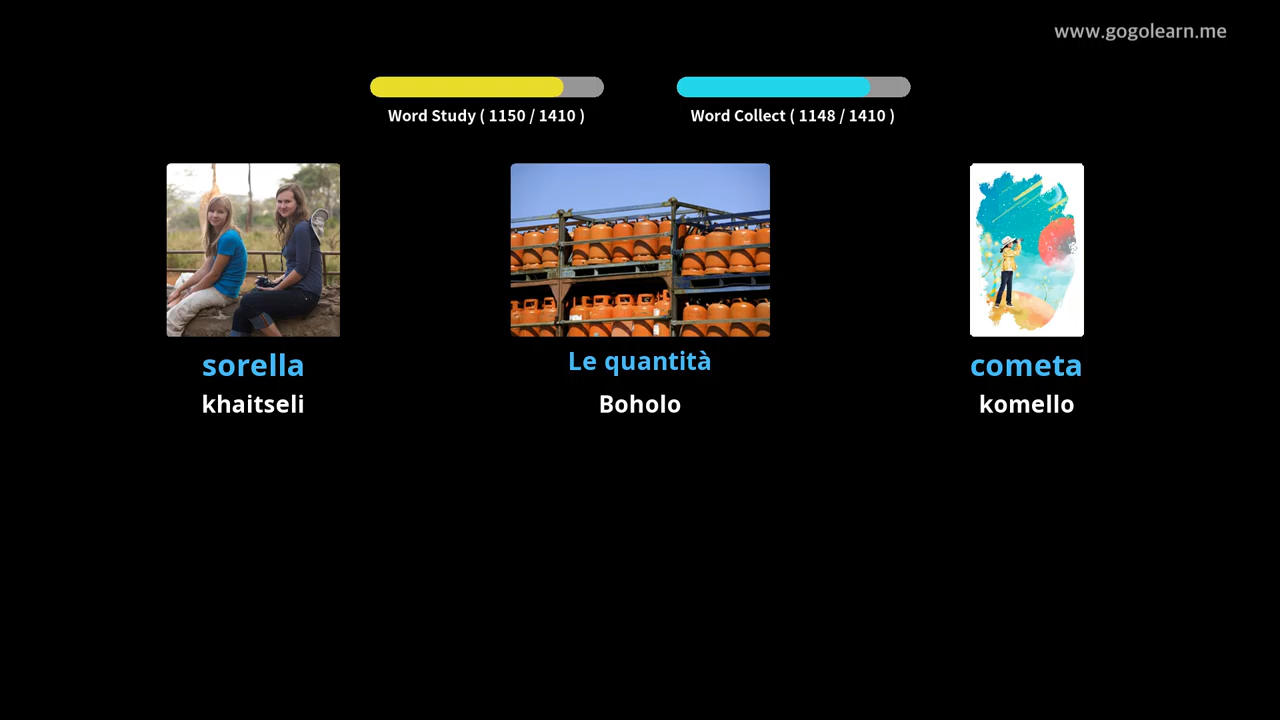 www.gogolearn.me
Word Study ( 1150 / 1410 )
Word Collect ( 1148 / 1410 )
sorella
khaitseli
Le quantità
Boholo
cometa
komello